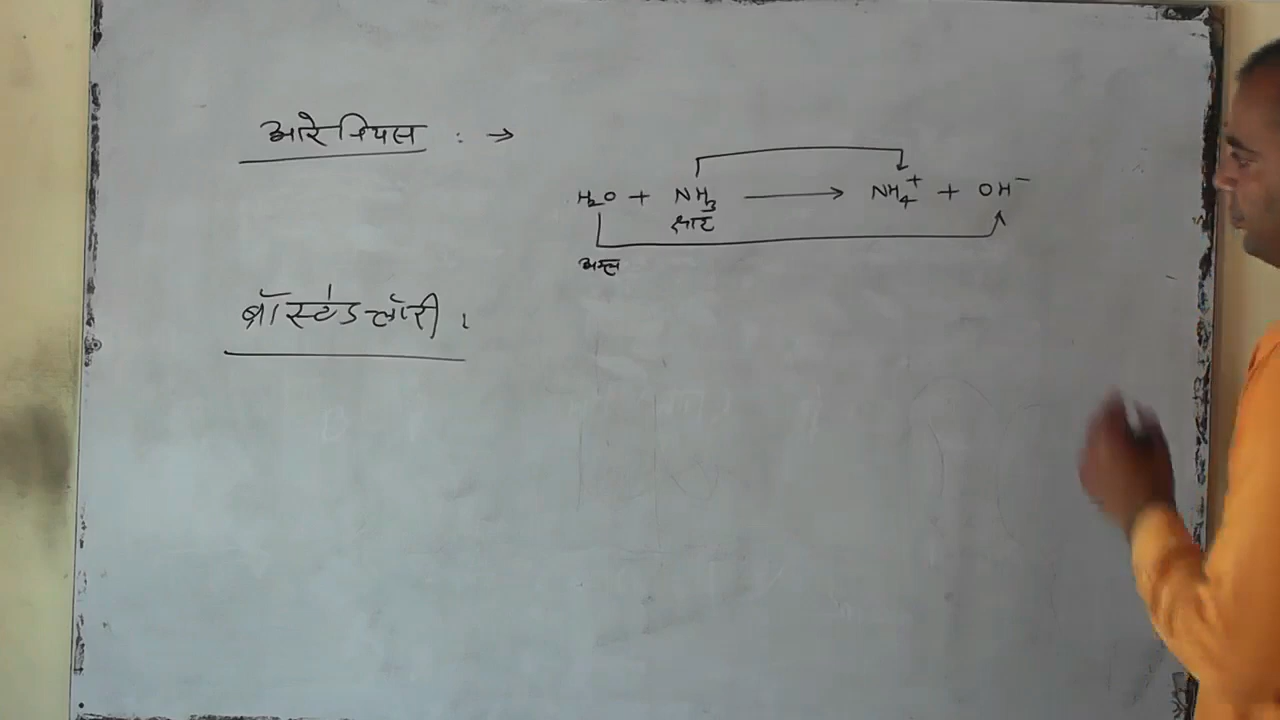 आरेनियस : →
H₂O + NH₃ ⟶ NH₄⁺ + OH⁻
क्षार
अम्ल
ब्रॉस्टेंड लॉरी ।